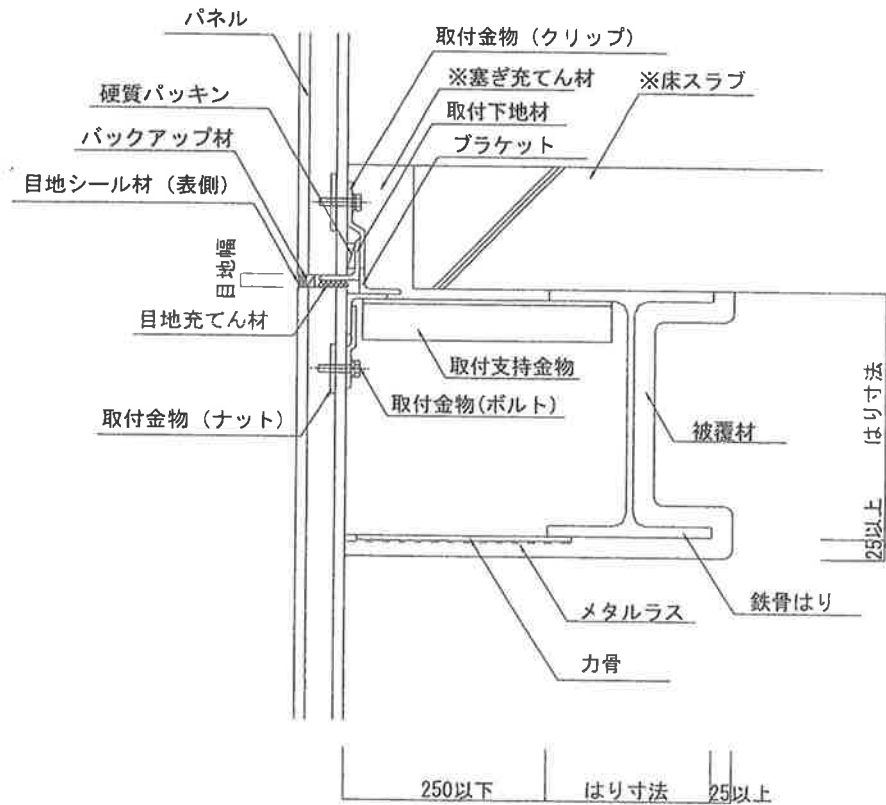 パネル
取付金物（クリップ）
※塞ぎ充てん材
※床スラブ
硬質パッキン
取付下地材
バックアップ材
ブラケット
目地シール材（表側）
目地幅
目地充てん材
取付支持金物
取付金物（ナット）
取付金物(ボルト)
被覆材
はり寸法
25以上
鉄骨はり
メタルラス
力骨
250以下
はり寸法
25以上